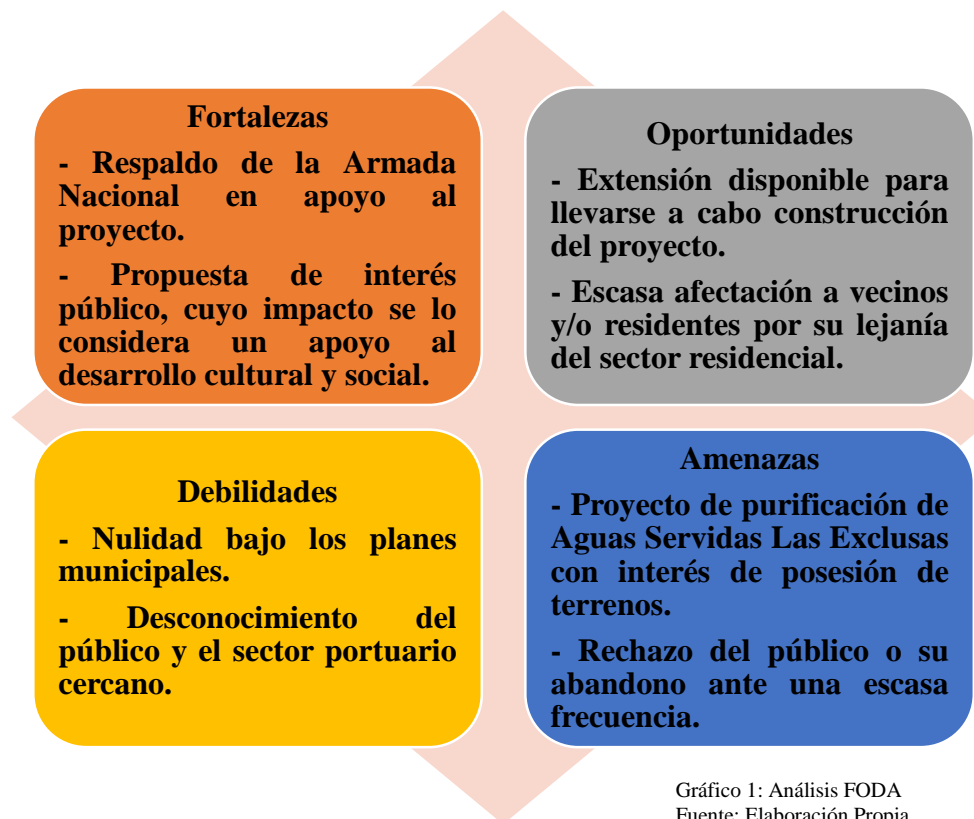 Fortalezas
- Respaldo de la Armada
Nacional en apoyo al
proyecto.
- Propuesta de interés
público, cuyo impacto se lo
considera un apoyo al
desarrollo cultural y social.
Oportunidades
- Extensión disponible para
llevarse a cabo construcción
del proyecto.
- Escasa afectación a vecinos
y/o residentes por su lejanía
del sector residencial.
Debilidades
- Nulidad bajo los planes
municipales.
- Desconocimiento del
público y el sector portuario
cercano.
Amenazas
- Proyecto de purificación de
Aguas Servidas Las Exclusas
con interés de posesión de
terrenos.
- Rechazo del público o su
abandono ante una escasa
frecuencia.
Gráfico 1: Análisis FODA
Fuente: Elaboración Propia